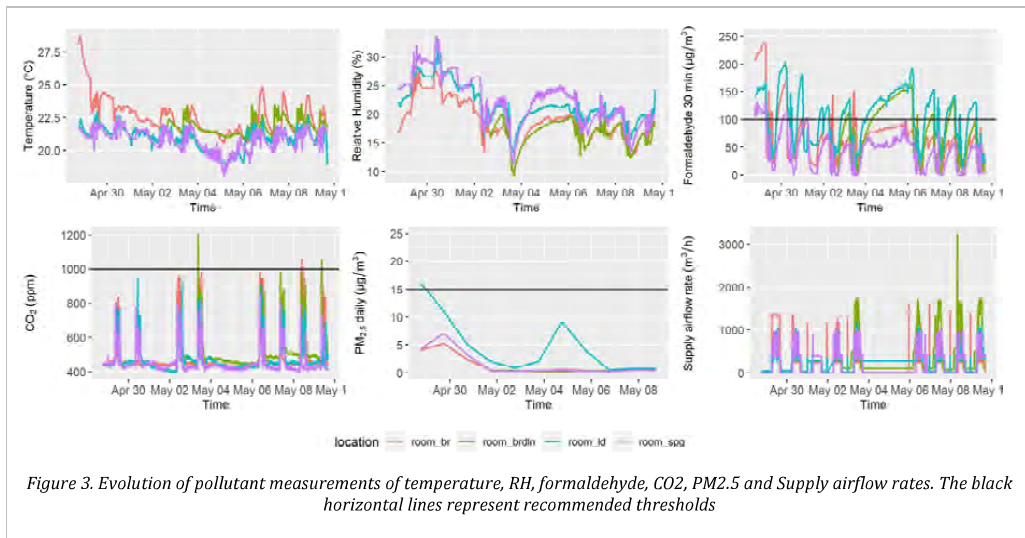 Temperature (°C)
27.5
25.0
22.5
20.0
Apr 30 May 02 May 04 May 06 May 08 May 1
Time
Relative Humidity (%)
30
25
20
15
10
Apr 30 May 02 May 04 May 06 May 08 May 1
Time
Formaldehyde 30 min (µg/m³)
250
200
150
100
50
0
Apr 30 May 02 May 04 May 06 May 08 May 1
Time
CO₂ (ppm)
1200
1000
800
600
400
Apr 30 May 02 May 04 May 06 May 08 May 1
Time
PM₂.₅ daily (µg/m³)
25
20
15
10
5
0
Apr 30 May 02 May 04 May 06 May 08
Time
Supply airflow rate (m³/h)
3000
2000
1000
0
Apr 30 May 02 May 04 May 06 May 08 May 1
Time
location room_br room_brdln room_ld room_spg
Figure 3. Evolution of pollutant measurements of temperature, RH, formaldehyde, CO2, PM2.5 and Supply airflow rates. The black
horizontal lines represent recommended thresholds